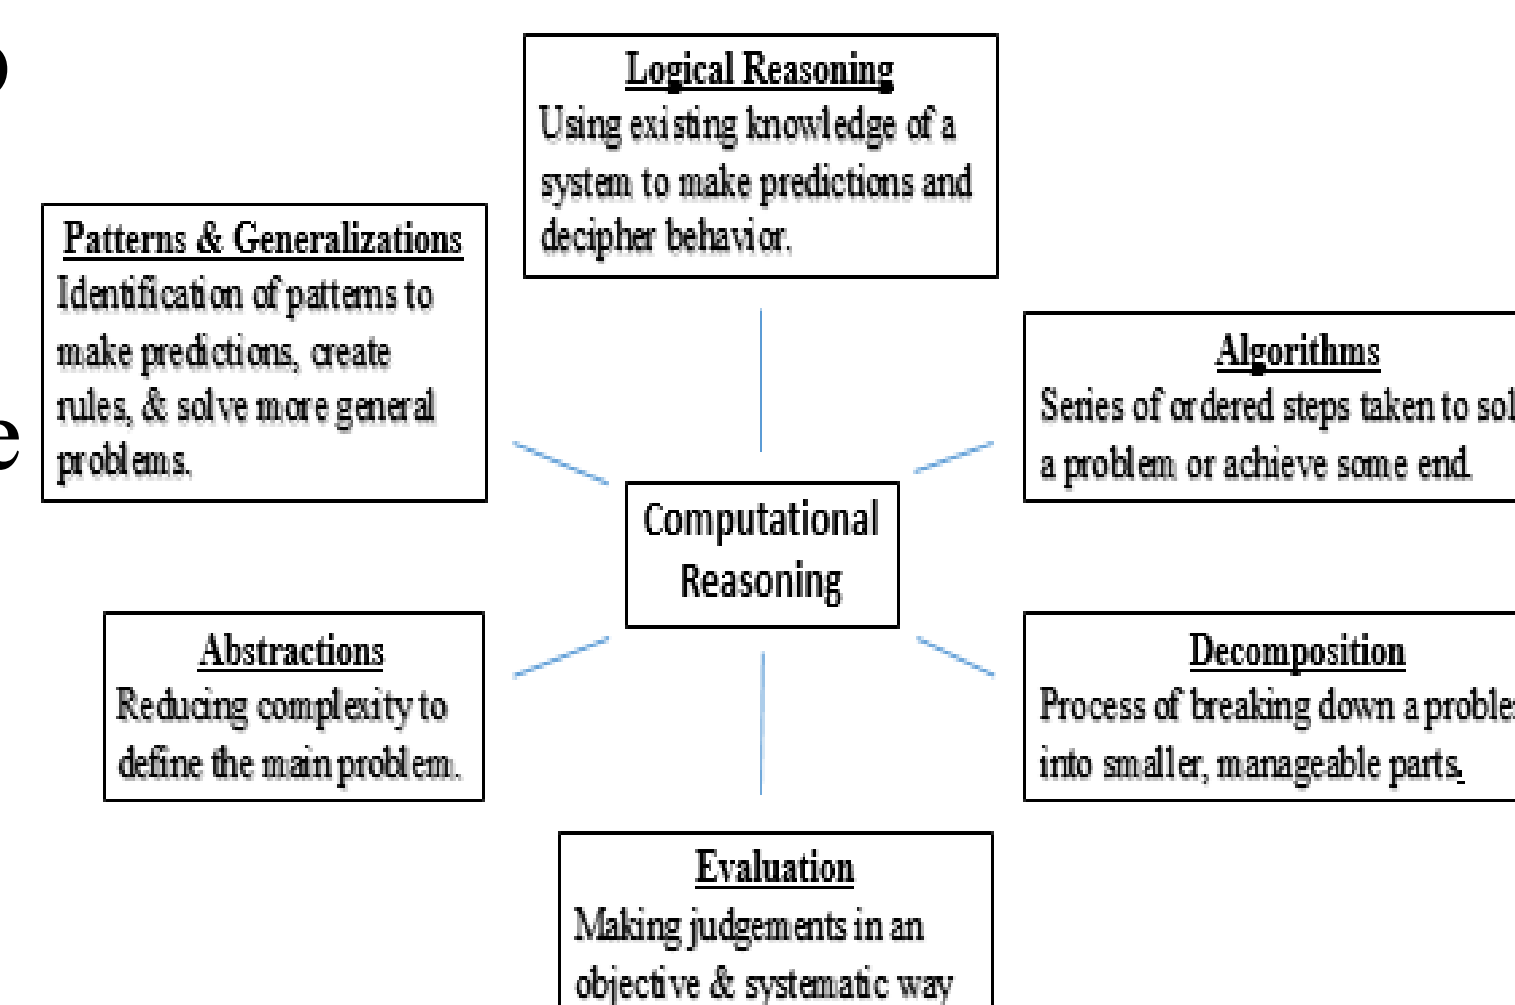 Logical Reasoning
Using existing knowledge of a
system to make predictions and
decipher behavior.
Patterns & Generalizations
Identification of patterns to
make predictions, create
rules, & solve more general
problems.
Algorithms
Series of ordered steps taken to sol
a problem or achieve some end.
Computational
Reasoning
Abstractions
Reducing complexity to
define the main problem.
Decomposition
Process of breaking down a proble
into smaller, manageable parts.
Evaluation
Making judgements in an
objective & systematic way
e